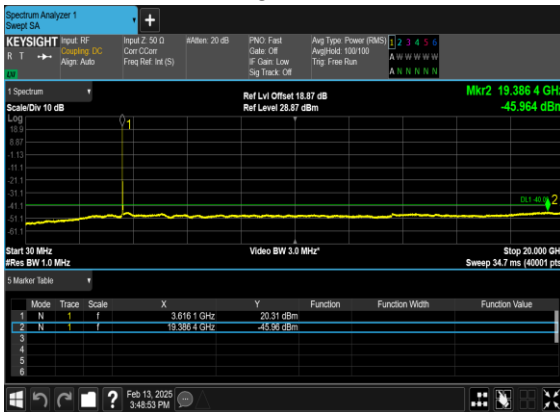 Spectrum Analyzer 1
Swept SA
KEYSIGHT Input: RF Input Z: 50 Ω #Atten: 20 dB PNO: Fast Avg Type: Power (RMS) 1 2 3 4 5 6
R T Coupling: DC Corr CCorr Gate: Off Avg|Hold: 100/100 A W W W W W
Align: Auto Freq Ref: Int (S) IF Gain: Low Trig: Free Run
Sig Track: Off A N N N N N
1 Spectrum
Ref Lvl Offset 18.87 dB Mkr2 19.386 4 GHz
Scale/Div 10 dB Ref Level 28.87 dBm -45.964 dBm
Log
18.9
8.87
-1.13
-11.1
-21.1
-31.1
-41.1
-51.1
-61.1
1
DL1 -40.0
2
Start 30 MHz Video BW 3.0 MHz* Stop 20.000 GH
#Res BW 1.0 MHz Sweep 34.7 ms (40001 pts
5 Marker Table
Mode Trace Scale X Y Function Function Width Function Value
1 N 1 f 3.616 1 GHz 20.31 dBm
2 N 1 f 19.386 4 GHz -45.96 dBm
3
4
5
6
? Feb 13, 2025
3:48:53 PM